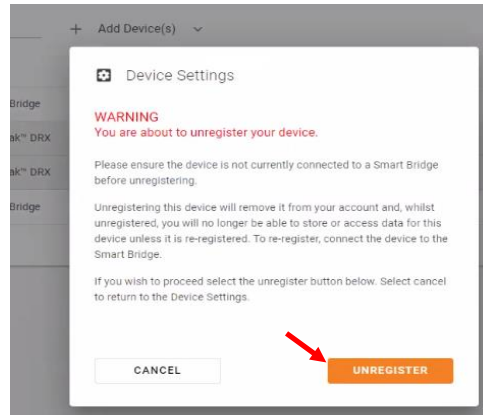 + Add Device(s)
Device Settings
Bridge
WARNING
You are about to unregister your device.
ak™ DRX
Please ensure the device is not currently connected to a Smart Bridge
before unregistering.
ak™ DRX
Unregistering this device will remove it from your account and, whilst
Bridge
unregistered, you will no longer be able to store or access data for this
device unless it is re-registered. To re-register, connect the device to the
Smart Bridge.
If you wish to proceed select the unregister button below. Select cancel
to return to the Device Settings.
CANCEL
UNREGISTER